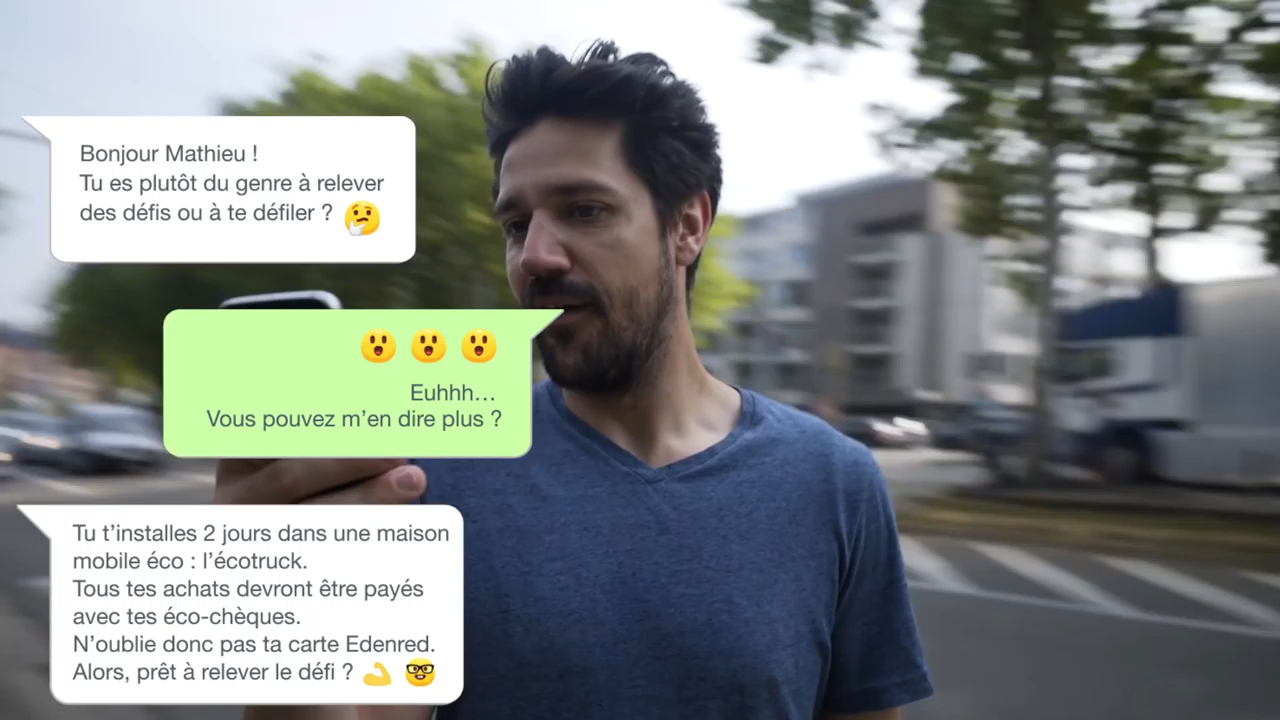 Bonjour Mathieu !
Tu es plutôt du genre à relever
des défis ou à te défiler ? 🤔
😮 😮 😮
Euhhh…
Vous pouvez m’en dire plus ?
Tu t’installes 2 jours dans une maison
mobile éco : l’écotruck.
Tous tes achats devront être payés
avec tes éco-chèques.
N’oublie donc pas ta carte Edenred.
Alors, prêt à relever le défi ? 💪 🤓